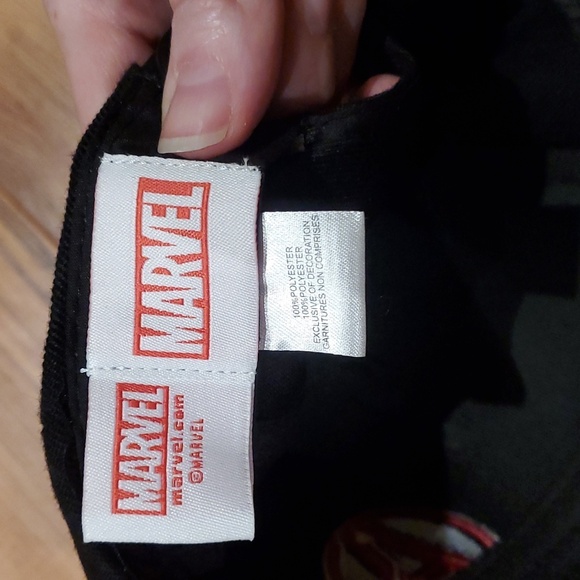 MARVEL
MARVEL
marvel.com
©MARVEL
100%POLYESTER
100%POLYESTER
EXCLUSIVE OF DECORATION
GARNITURES NON COMPRISES